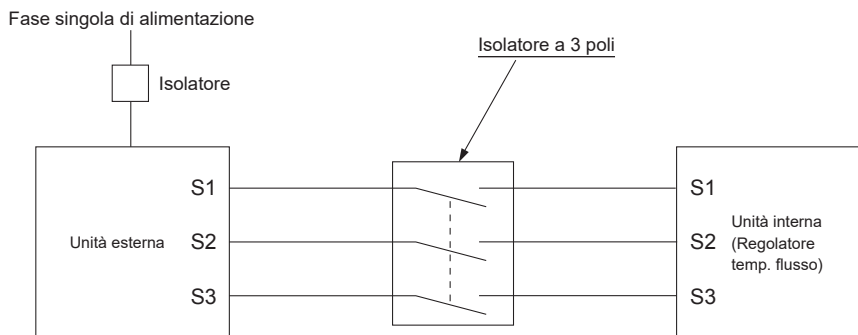 Fase singola di alimentazione
Isolatore a 3 poli
Isolatore
S1
S1
Unità esterna
S2
S2
Unità interna
(Regolatore
temp. flusso)
S3
S3